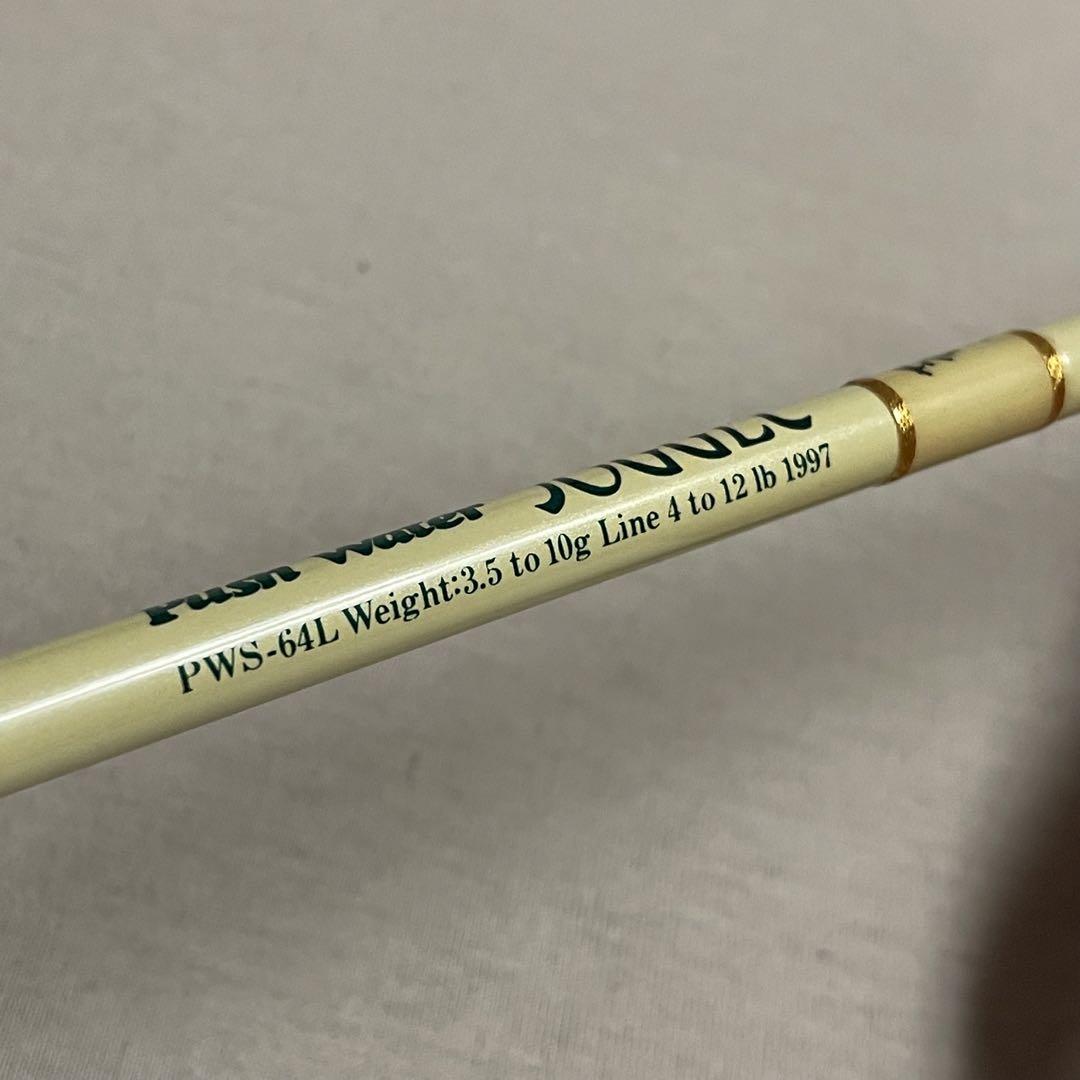 Push Water
PWS-64L Weight:3.5 to 10g Line 4 to 12 lb 1997